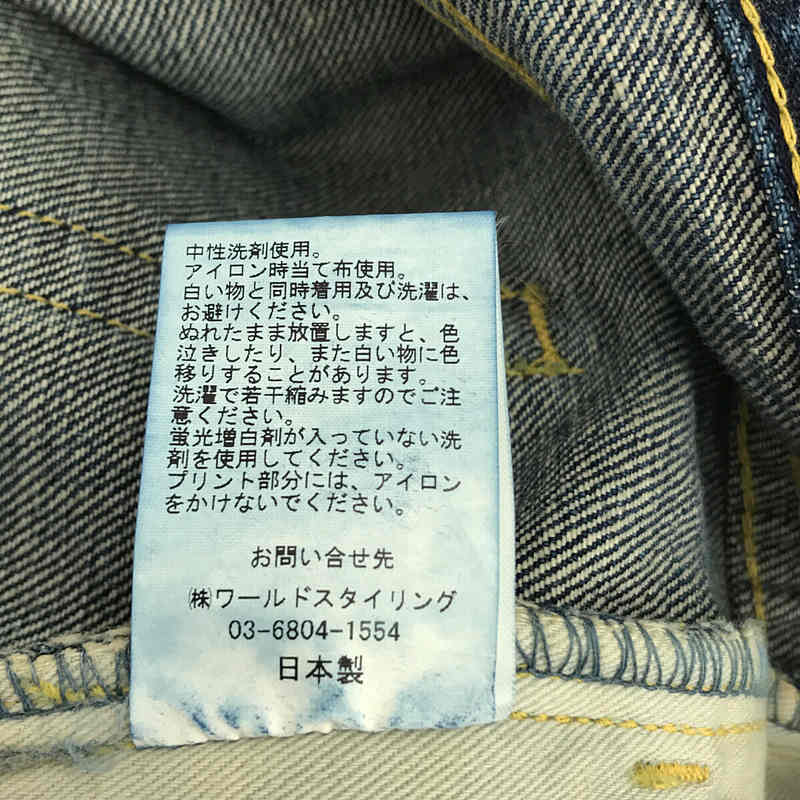 中性洗剤使用。
アイロン時当て布使用。
白い物と同時着用及び洗濯は、
お避けください。
ぬれたまま放置しますと、色
泣きしたり、また白い物に色
移りすることがあります。
洗濯で若干縮みますのでご注
意ください。
蛍光増白剤が入っていない洗
剤を使用してください。
プリント部分には、アイロン
をかけないでください。
お問い合せ先
㈱ワールドスタイリング
03-6804-1554
日本製